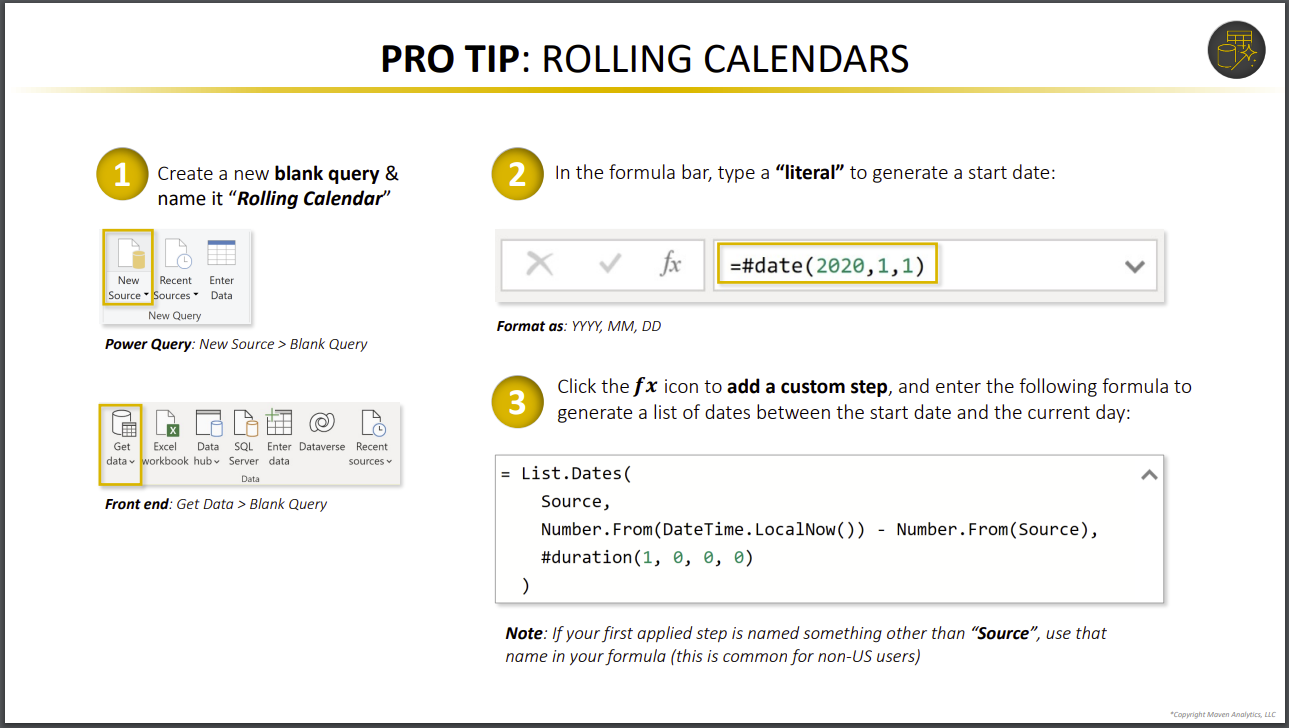 PRO TIP: ROLLING CALENDARS
1
Create a new blank query &
name it “Rolling Calendar”
New
Source
Recent
Sources
Enter
Data
New Query
Power Query: New Source > Blank Query
Get
data
Excel
workbook
Data
hub
SQL
Server
Enter
data
Dataverse
Recent
sources
Data
Front end: Get Data > Blank Query
2
In the formula bar, type a “literal” to generate a start date:
fx
=#date(2020,1,1)
Format as: YYYY, MM, DD
3
Click the fx icon to add a custom step, and enter the following formula to
generate a list of dates between the start date and the current day:
= List.Dates(
Source,
Number.From(DateTime.LocalNow()) - Number.From(Source),
#duration(1, 0, 0, 0)
)
Note: If your first applied step is named something other than “Source”, use that
name in your formula (this is common for non-US users)
*Copyright Maven Analytics, LLC